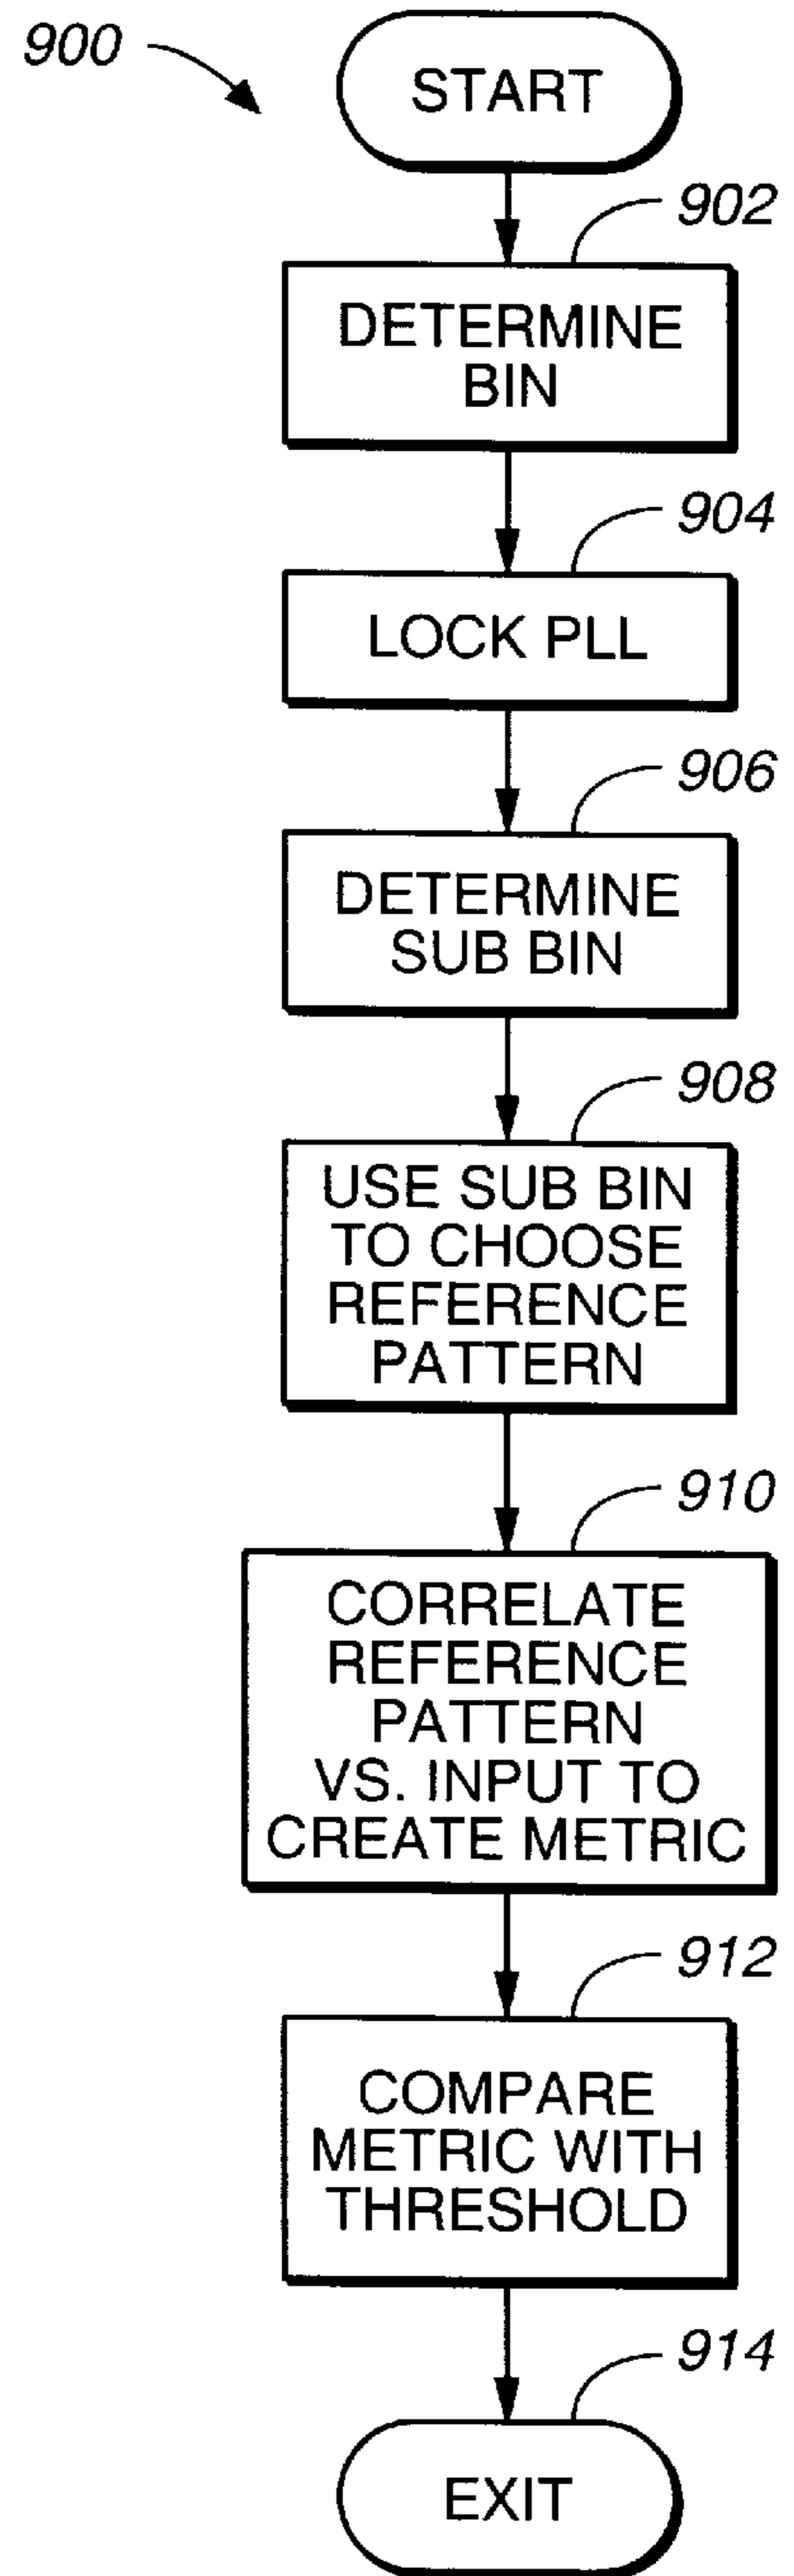 900
START
902
DETERMINE
BIN
904
LOCK PLL
906
DETERMINE
SUB BIN
908
USE SUB BIN
TO CHOOSE
REFERENCE
PATTERN
910
CORRELATE
REFERENCE
PATTERN
VS. INPUT TO
CREATE METRIC
912
COMPARE
METRIC WITH
THRESHOLD
914
EXIT